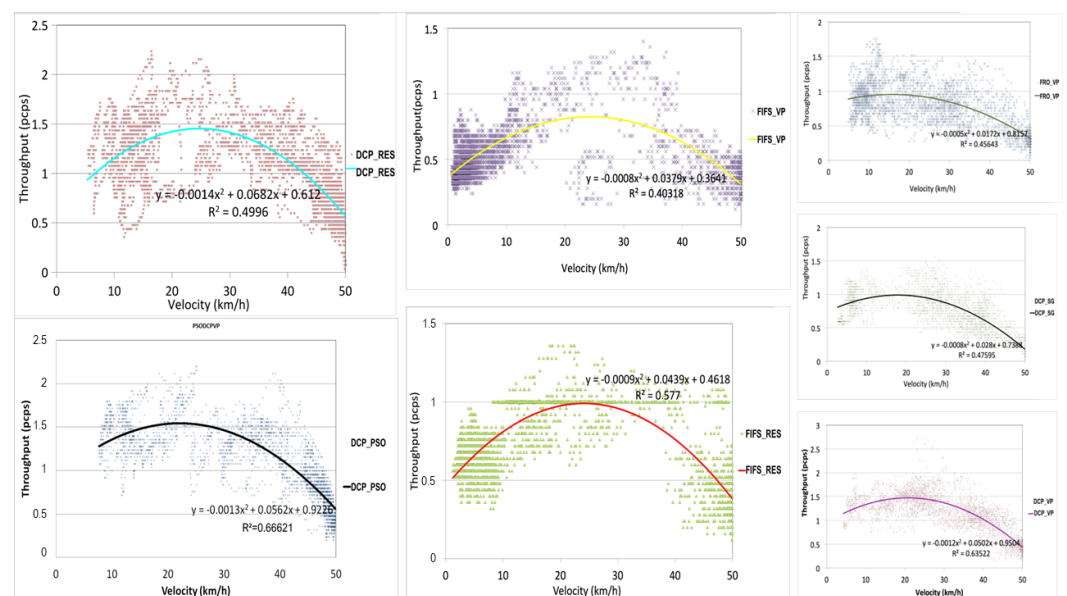 2.5
2
1.5
1
0.5
0
Throughput (pcps)
0 10 20 30 40 50
Velocity (km/h)
DCP_RES
DCP_RES
y = -0.0014x² + 0.0682x + 0.612
R² = 0.4996
1.5
1
0.5
0
Throughput(pcps)
0 10 20 30 40 50
Velocity (km/h)
FIFS_VP
FIFS_VP
y = -0.0008x² + 0.0379x + 0.3641
R² = 0.40318
2
1.5
1
0.5
0
Throughput (pcps)
0 10 20 30 40 50
Velocity (km/h)
FRO_VP
FRO_VP
y = -0.0005x² + 0.0172x + 0.8157
R² = 0.45643
PSODCPVP
2.5
2
1.5
1
0.5
0
Throughput (pcps)
0 10 20 30 40 50
Velocity (km/h)
DCP_PSO
DCP_PSO
y = -0.0013x² + 0.0562x + 0.9226
R²=0.66621
1.5
1
0.5
0
Throughput (pcps)
0 10 20 30 40 50
Velocity (km/h)
FIFS_RES
FIFS_RES
y = -0.0009x² + 0.0439x + 0.4618
R² = 0.577
2
1.5
1
0.5
0
Throughput (pcps)
0 10 20 30 40 50
Velocity (km/h)
DCP_SG
DCP_SG
y = -0.0008x² + 0.028x +
R² = 0.47595
3
2.5
2
1.5
1
0.5
0
Throughput (pcps)
0 10 20 30 40 50
Velocity (km/h)
DCP_VP
DCP_VP
y = -0.0012x² + 0.0502x + 0.9504
R² = 0.63522